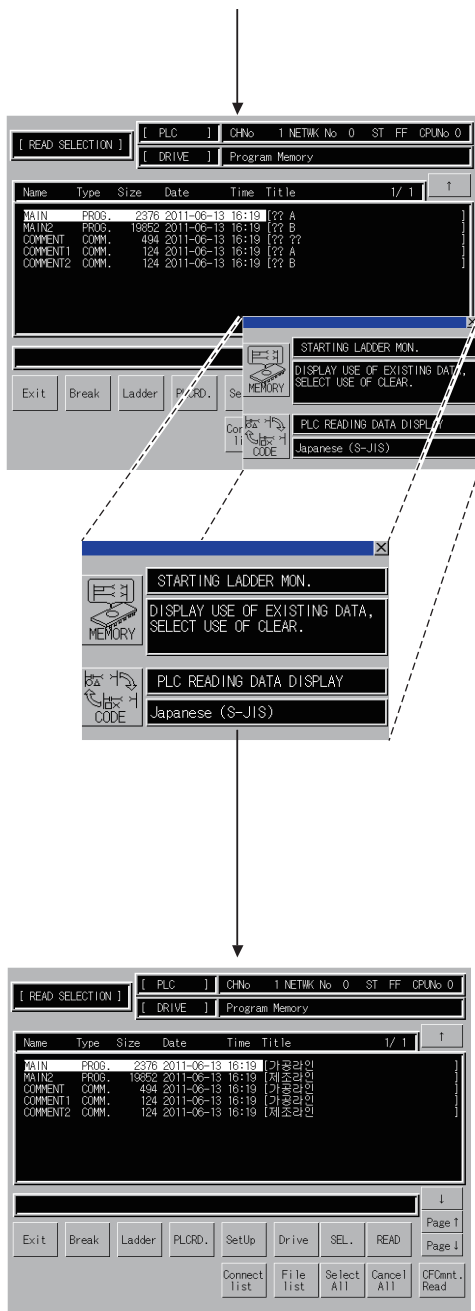 [ READ SELECTION ]
[ PLC ] CHNo 1 NETWK No 0 ST FF CPUNo 0
[ DRIVE ] Program Memory
Name Type Size Date Time Title 1/ 1 ↑
MAIN PROG. 2376 2011-06-13 16:19 [?? A ]
MAIN2 PROG. 19852 2011-06-13 16:19 [?? B ]
COMMENT COMM. 494 2011-06-13 16:19 [?? ?? ]
COMMENT1 COMM. 124 2011-06-13 16:19 [?? A ]
COMMENT2 COMM. 124 2011-06-13 16:19 [?? B ]
Exit Break Ladder
STARTING LADDER MON.
DISPLAY USE OF EXISTING DATA,
SELECT USE OF CLEAR.
MEMORY
PLC READING DATA DISPLAY
CODE
Japanese (S-JIS)
STARTING LADDER MON.
DISPLAY USE OF EXISTING DATA,
SELECT USE OF CLEAR.
MEMORY
PLC READING DATA DISPLAY
CODE
Japanese (S-JIS)
[ READ SELECTION ]
[ PLC ] CHNo 1 NETWK No 0 ST FF CPUNo 0
[ DRIVE ] Program Memory
Name Type Size Date Time Title 1/ 1 ↑
MAIN PROG. 2376 2011-06-13 16:19 [가공라인 ]
MAIN2 PROG. 19852 2011-06-13 16:19 [제조라인 ]
COMMENT COMM. 494 2011-06-13 16:19 [가공라인 ]
COMMENT1 COMM. 124 2011-06-13 16:19 [가공라인 ]
COMMENT2 COMM. 124 2011-06-13 16:19 [제조라인 ]
↓
Page↑
Exit Break Ladder PLCRD. SetUp Drive SEL. READ Page↓
Connect list File list Select All Cancel All CFCmnt. Read